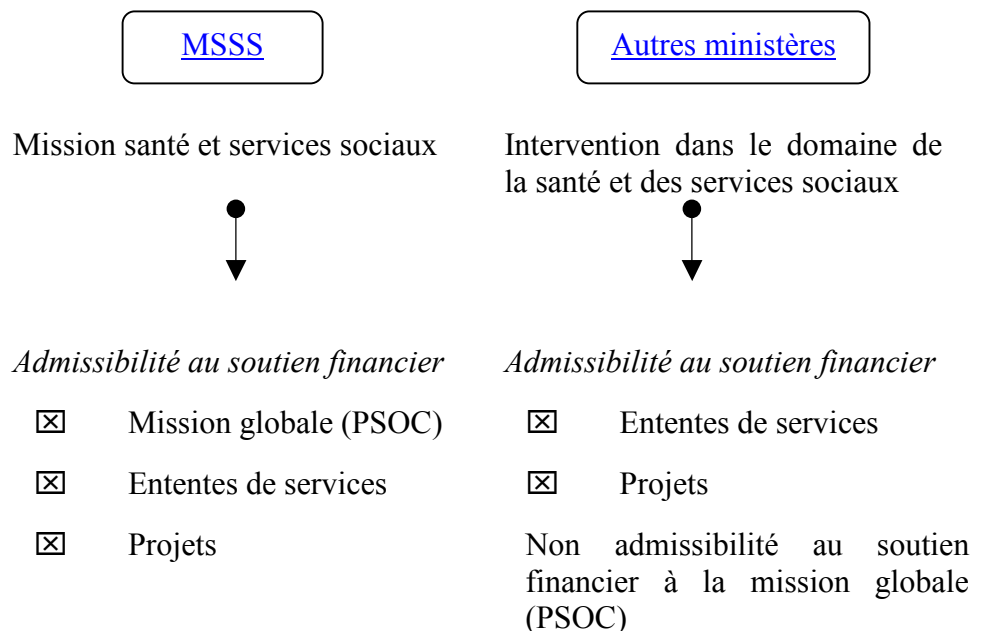 MSSS
Mission santé et services sociaux
Admissibilité au soutien financier
☒ Mission globale (PSOC)
☒ Ententes de services
☒ Projets
Autres ministères
Intervention dans le domaine de
la santé et des services sociaux
Admissibilité au soutien financier
☒ Ententes de services
☒ Projets
Non admissibilité au soutien
financier à la mission globale
(PSOC)